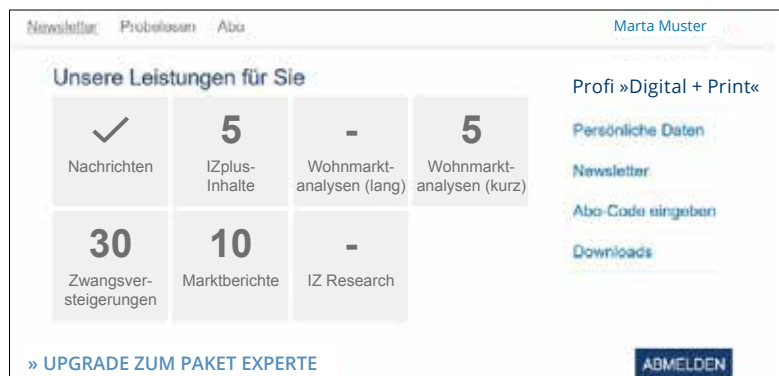 Newsletter Probelesen Abo
Marta Muster
Unsere Leistungen für Sie
Nachrichten
5
IZplus-
Inhalte
-
Wohnmarkt-
analysen (lang)
5
Wohnmarkt-
analysen (kurz)
30
Zwangsver-
steigerungen
10
Marktberichte
-
IZ Research
» UPGRADE ZUM PAKET EXPERTE
Profi »Digital + Print«
Persönliche Daten
Newsletter
Abo-Code eingeben
Downloads
ABMELDEN